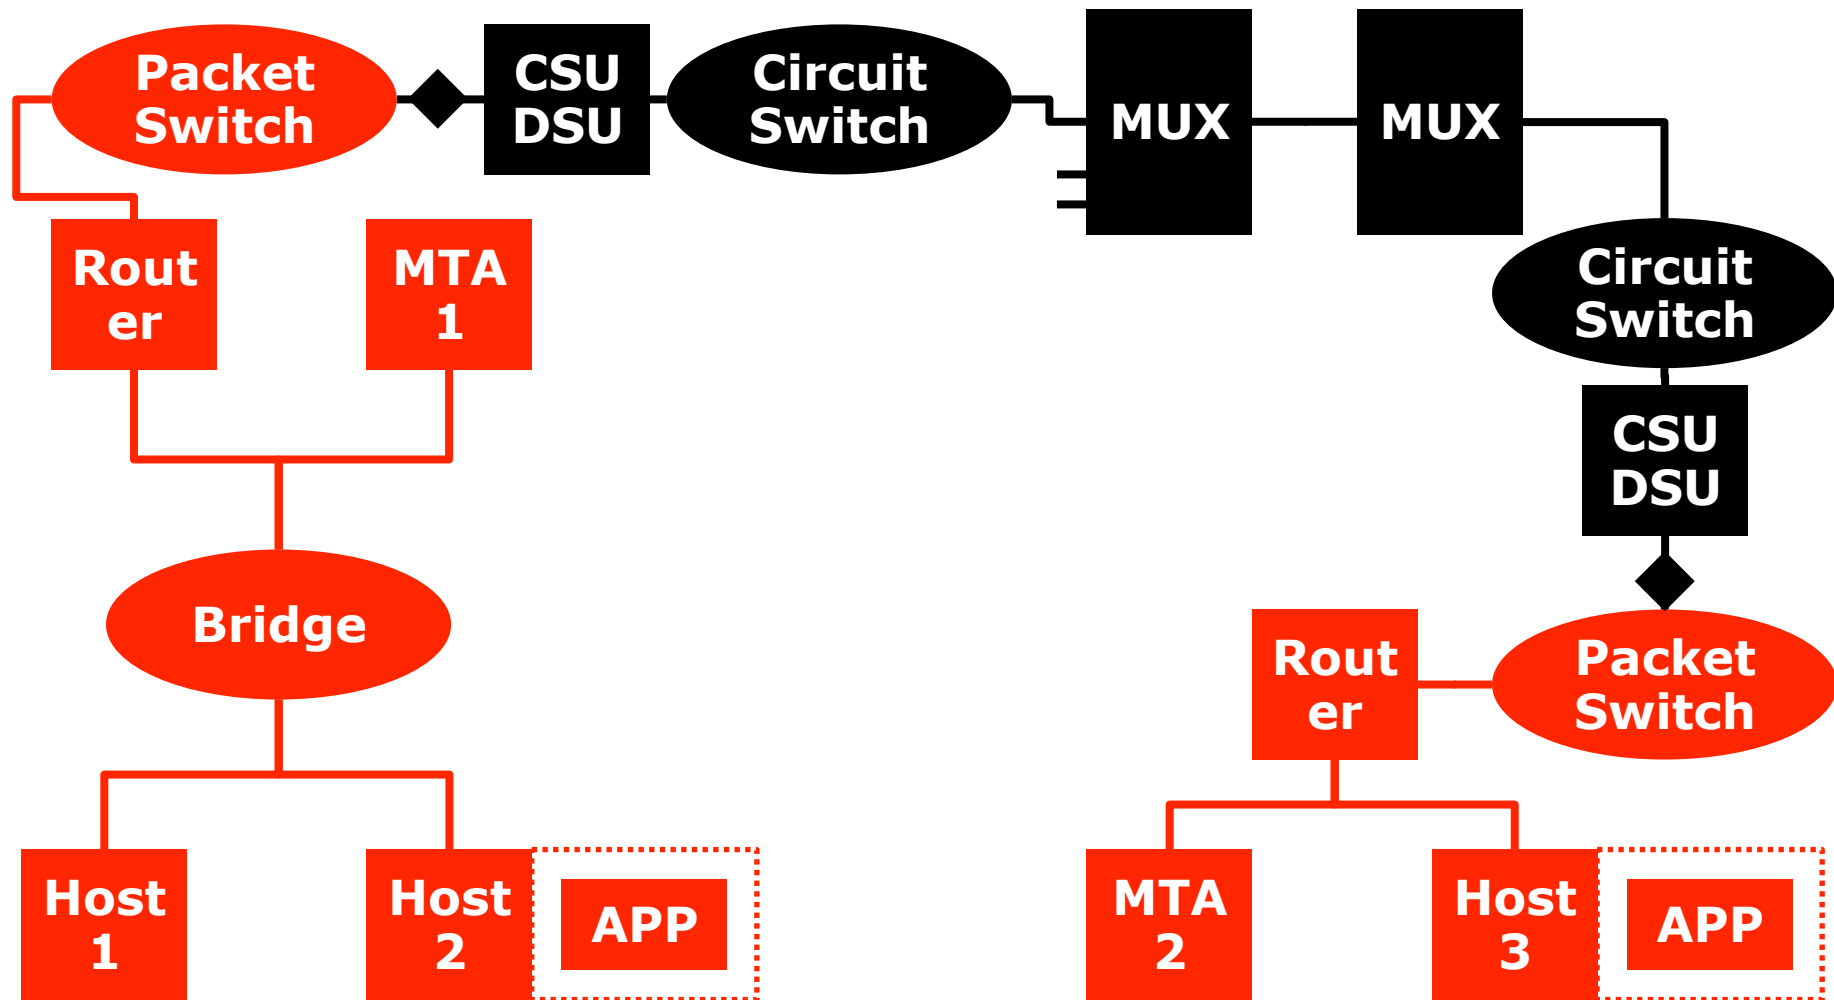 Packet
Switch
CSU
DSU
Circuit
Switch
MUX
MUX
Rout
er
MTA
1
Circuit
Switch
CSU
DSU
Bridge
Rout
er
Packet
Switch
Host
1
Host
2
APP
MTA
2
Host
3
APP